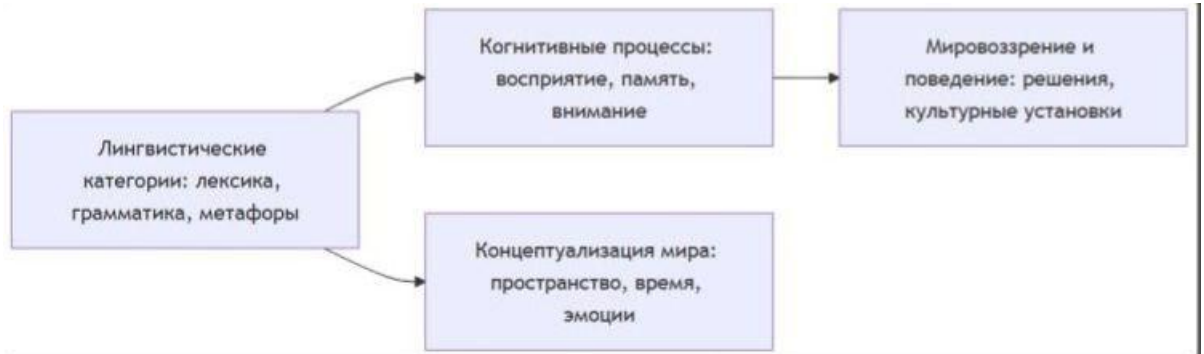 Лингвистические
категории: лексика,
грамматика, метафоры
Когнитивные процессы:
восприятие, память,
внимание
Мировоззрение и
поведение: решения,
культурные установки
Концептуализация мира:
пространство, время,
эмоции